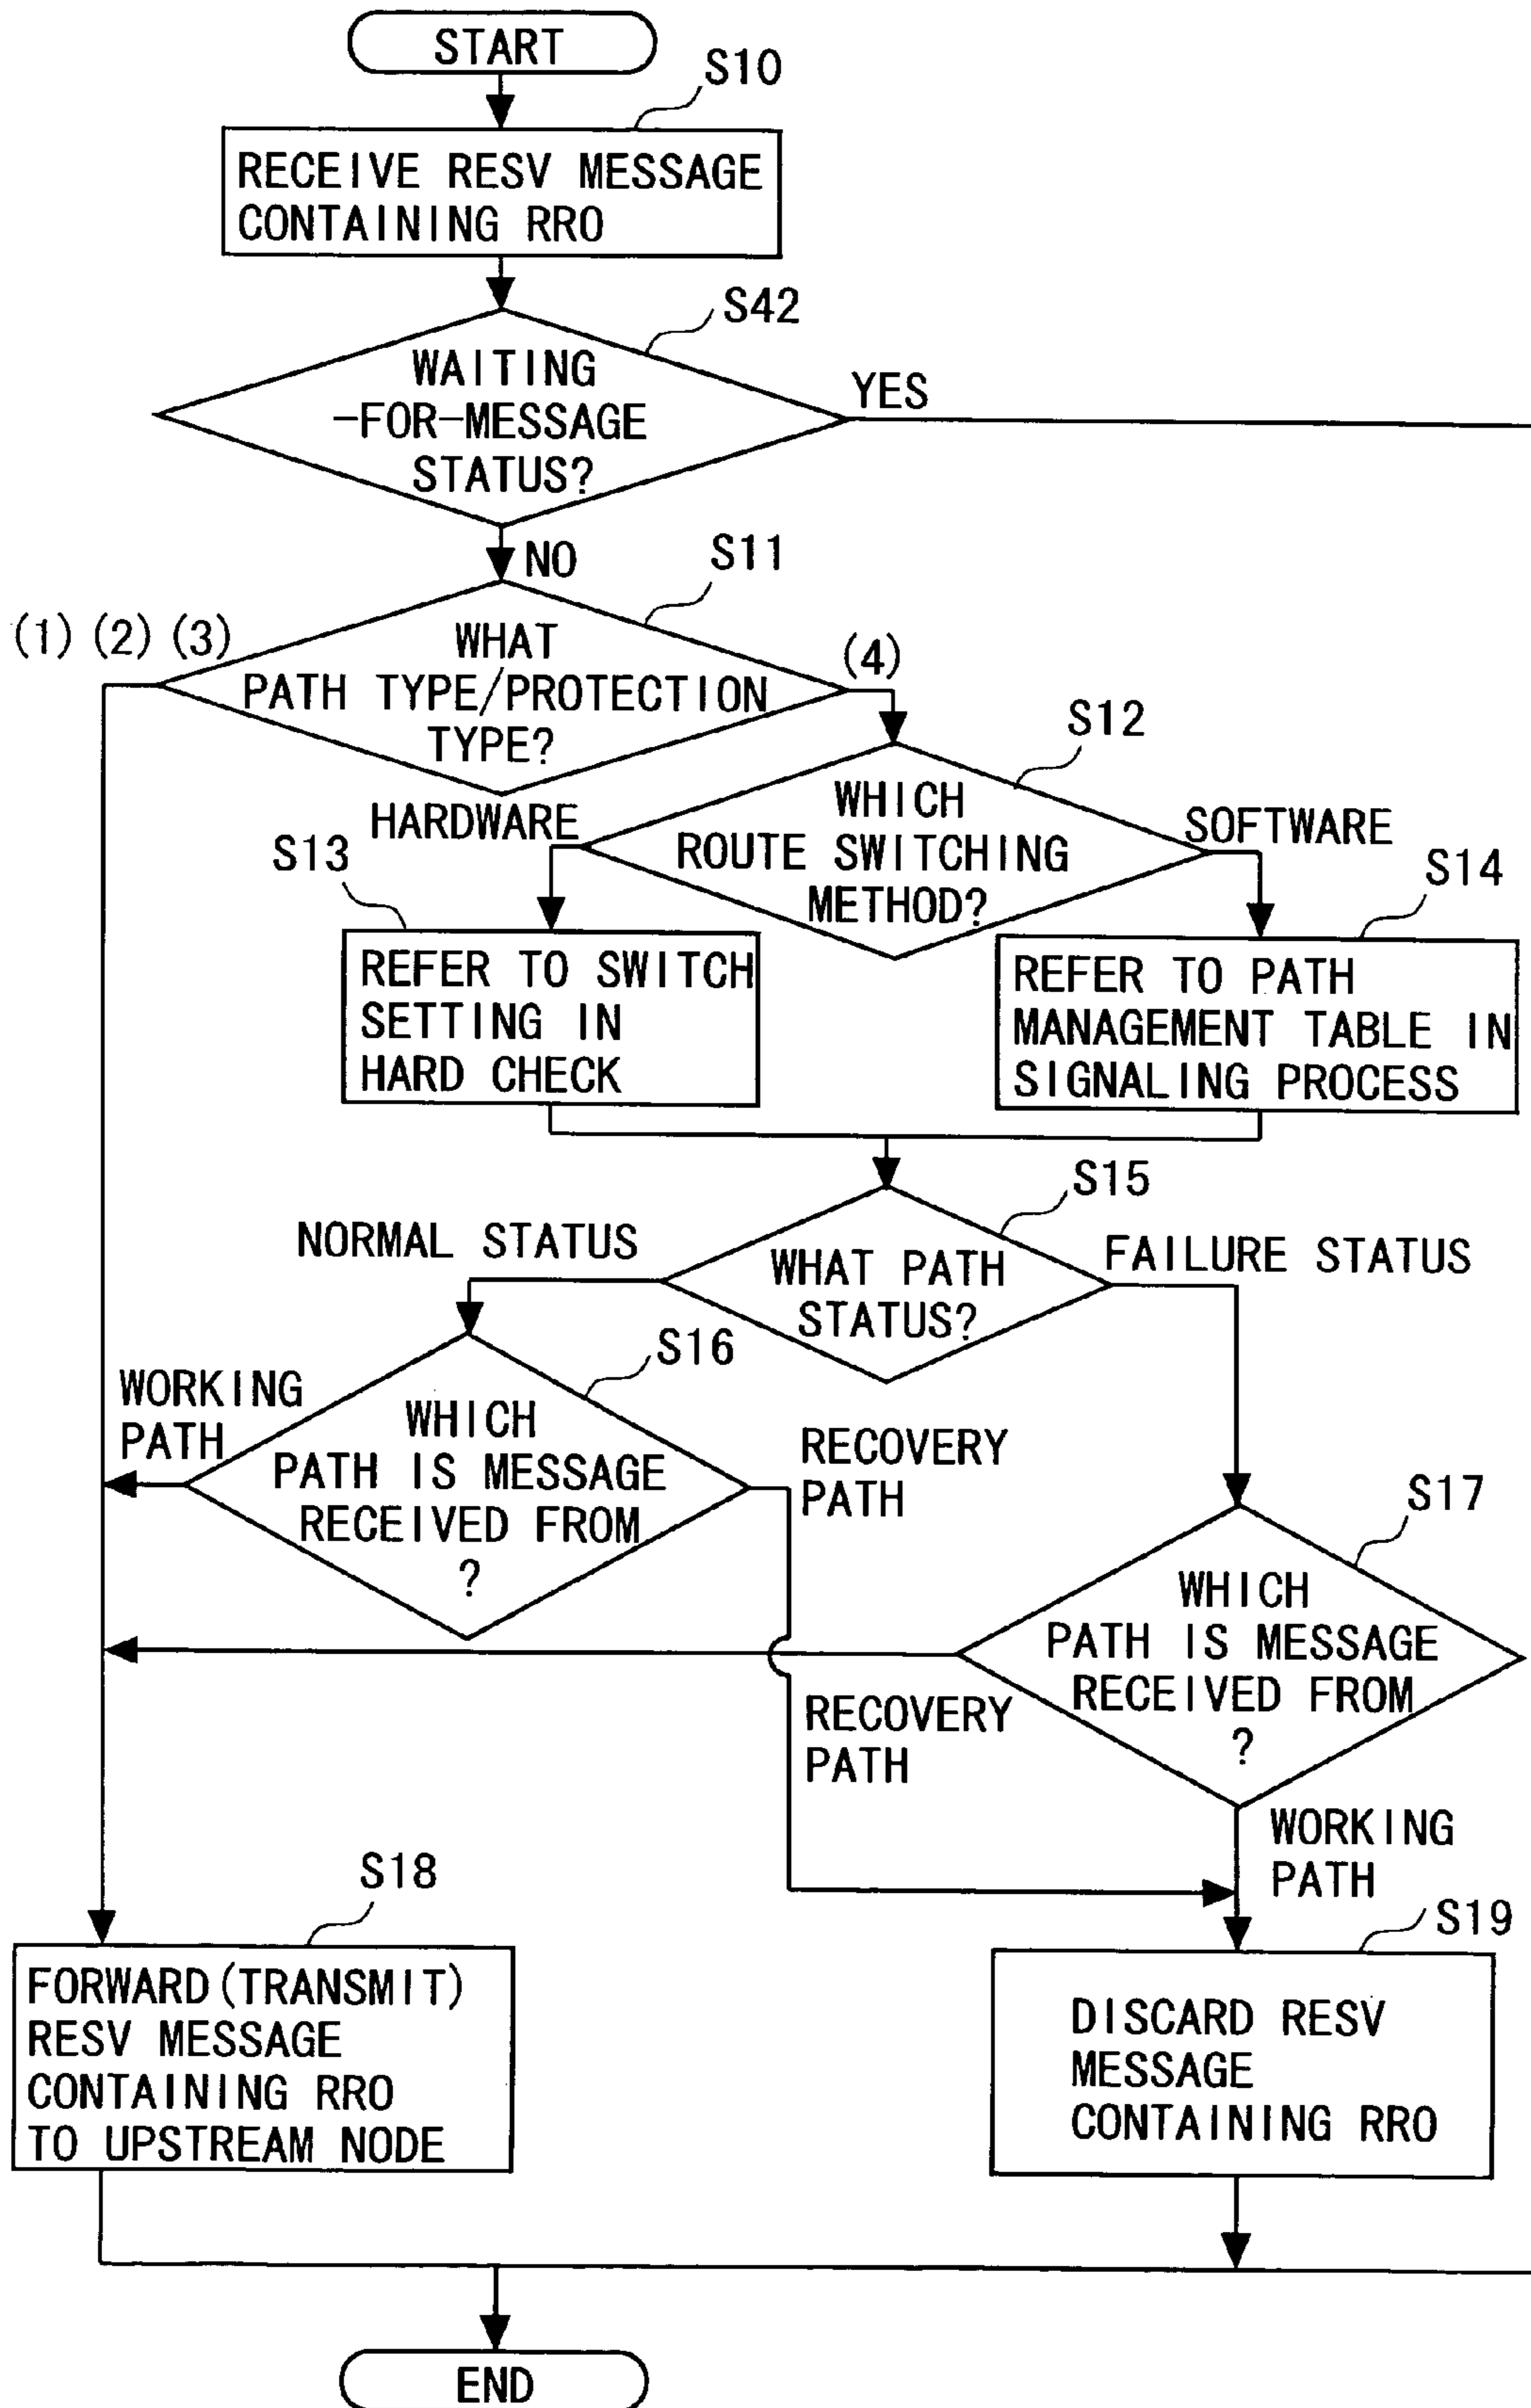 START
S10
RECEIVE RESV MESSAGE
CONTAINING RRO
S42
WAITING
-FOR-MESSAGE
STATUS?
YES
NO
S11
(1) (2) (3)
WHAT
PATH TYPE/PROTECTION
TYPE?
(4)
S12
WHICH
ROUTE SWITCHING
METHOD?
HARDWARE
SOFTWARE
S13
REFER TO SWITCH
SETTING IN
HARD CHECK
S14
REFER TO PATH
MANAGEMENT TABLE IN
SIGNALING PROCESS
S15
WHAT PATH
STATUS?
NORMAL STATUS
FAILURE STATUS
S16
WHICH
PATH IS MESSAGE
RECEIVED FROM
?
WORKING
PATH
RECOVERY
PATH
S17
WHICH
PATH IS MESSAGE
RECEIVED FROM
?
RECOVERY
PATH
WORKING
PATH
S18
FORWARD(TRANSMIT)
RESV MESSAGE
CONTAINING RRO
TO UPSTREAM NODE
S19
DISCARD RESV
MESSAGE
CONTAINING RRO
END